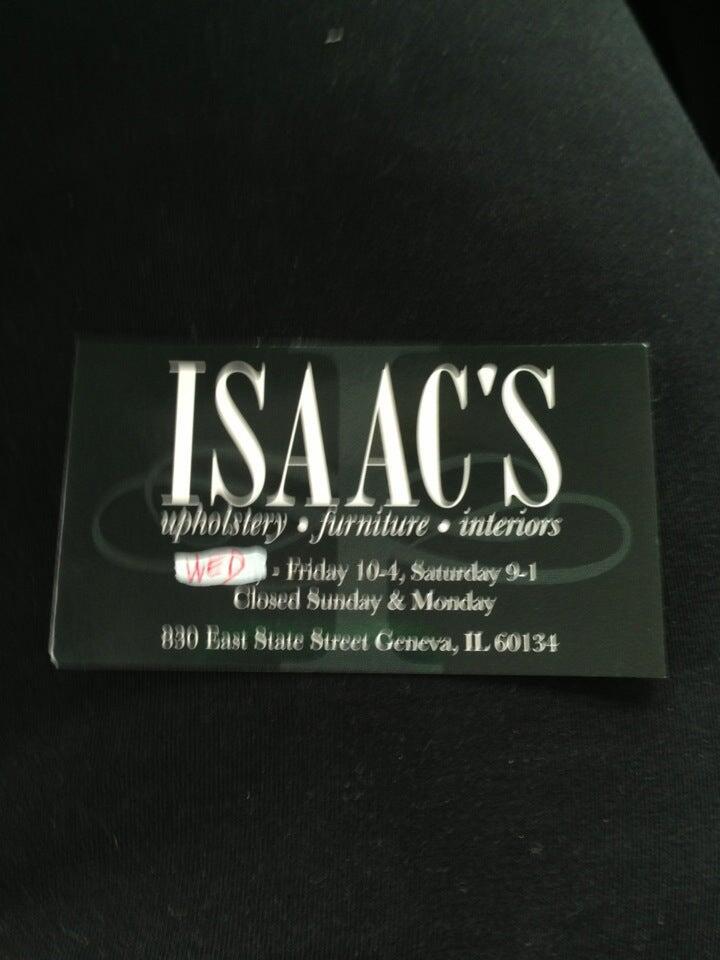 ISAAC'S
upholstery • furniture • interiors
WED - Friday 10-4, Saturday 9-1
Closed Sunday & Monday
830 East State Street Geneva, IL 60134